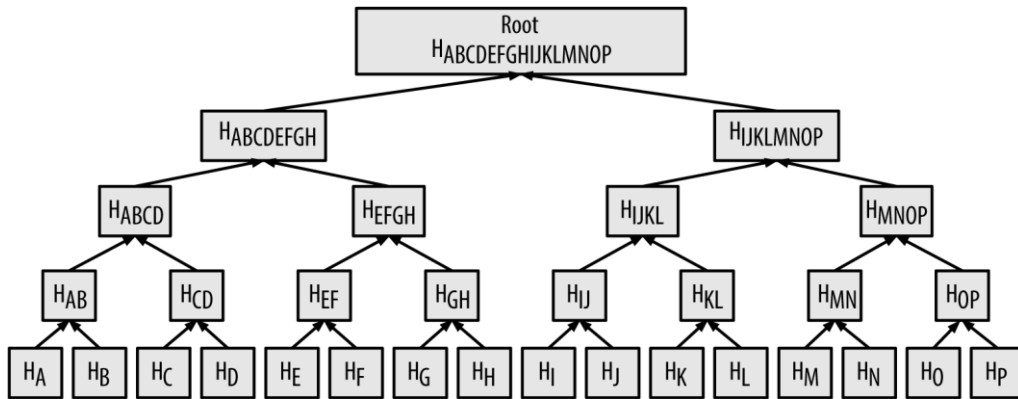 Root
HABCDEFGHIJKLMNOP
HABCDEFGH HIJKLMNOP
HABCD HEFGH HIJKL HMNOP
HAB HCD HEF HGH HIJ HKL HMN HOP
HA HB HC HD HE HF HG HH HI HJ HK HL HM HN HO HP